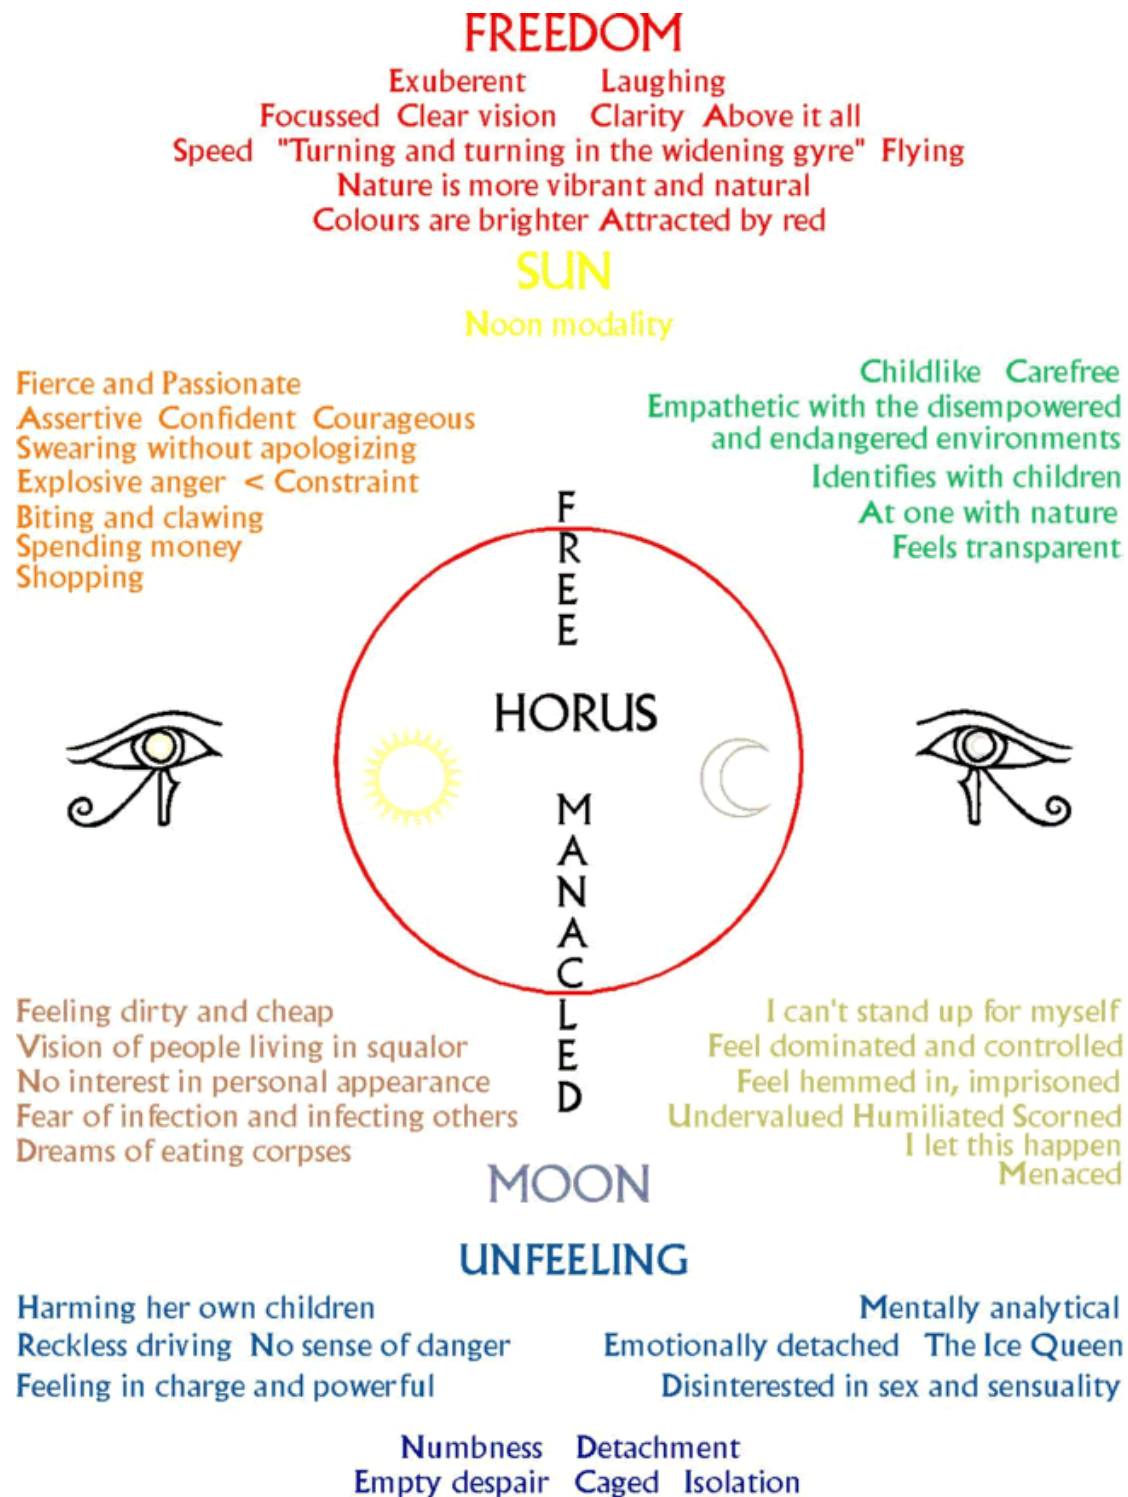 FREEDOM
Exuberent Laughing
Focussed Clear vision Clarity Above it all
Speed "Turning and turning in the widening gyre" Flying
Nature is more vibrant and natural
Colours are brighter Attracted by red
SUN
Noon modality
Fierce and Passionate
Assertive Confident Courageous
Swearing without apologizing
Explosive anger < Constraint
Biting and clawing
Spending money
Shopping
Childlike Carefree
Empathetic with the disempowered
and endangered environments
Identifies with children
At one with nature
Feels transparent
FREE
HORUS
MANACLED
Feeling dirty and cheap
Vision of people living in squalor
No interest in personal appearance
Fear of infection and infecting others
Dreams of eating corpses
I can't stand up for myself
Feel dominated and controlled
Feel hemmed in, imprisoned
Undervalued Humiliated Scorned
I let this happen
Menaced
MOON
UNFEELING
Harming her own children
Reckless driving No sense of danger
Feeling in charge and powerful
Mentally analytical
Emotionally detached The Ice Queen
Disinterested in sex and sensuality
Numbness Detachment
Empty despair Caged Isolation